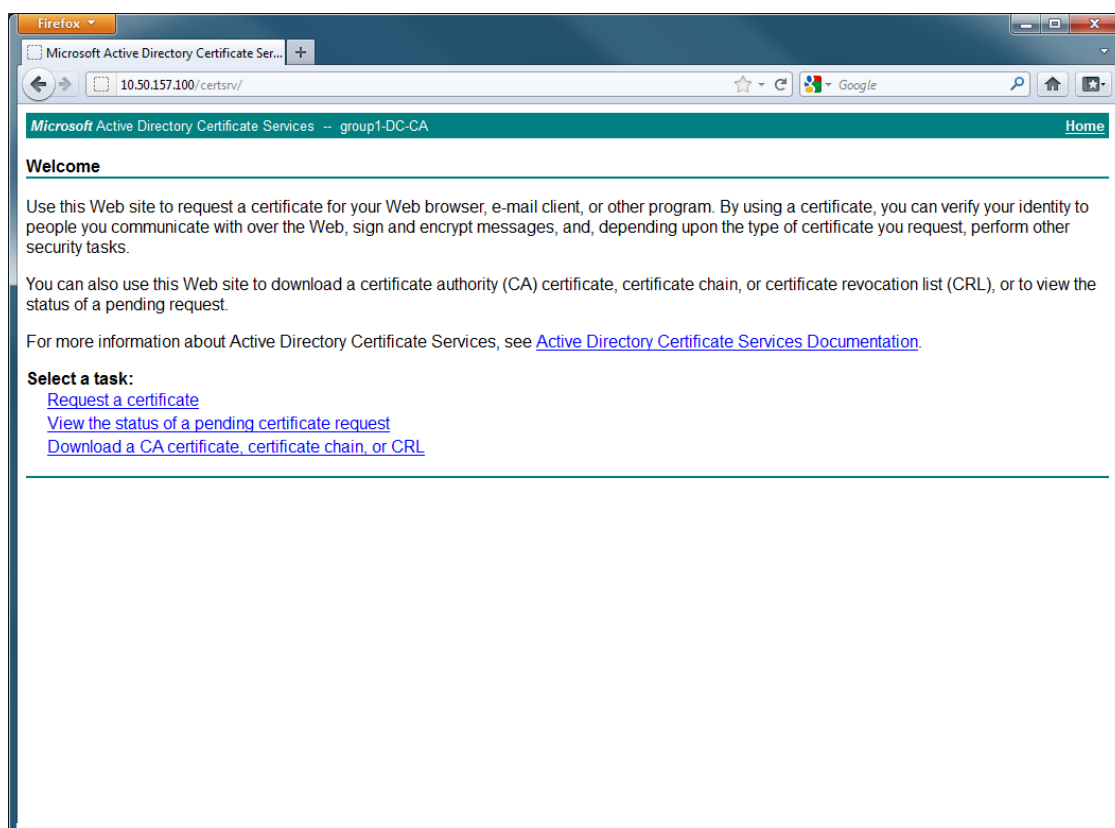 Firefox
Microsoft Active Directory Certificate Ser...
10.50.157.100/certsrv/
Google
Microsoft Active Directory Certificate Services -- group1-DC-CA
Home
Welcome
Use this Web site to request a certificate for your Web browser, e-mail client, or other program. By using a certificate, you can verify your identity to
people you communicate with over the Web, sign and encrypt messages, and, depending upon the type of certificate you request, perform other
security tasks.
You can also use this Web site to download a certificate authority (CA) certificate, certificate chain, or certificate revocation list (CRL), or to view the
status of a pending request.
For more information about Active Directory Certificate Services, see Active Directory Certificate Services Documentation.
Select a task:
Request a certificate
View the status of a pending certificate request
Download a CA certificate, certificate chain, or CRL